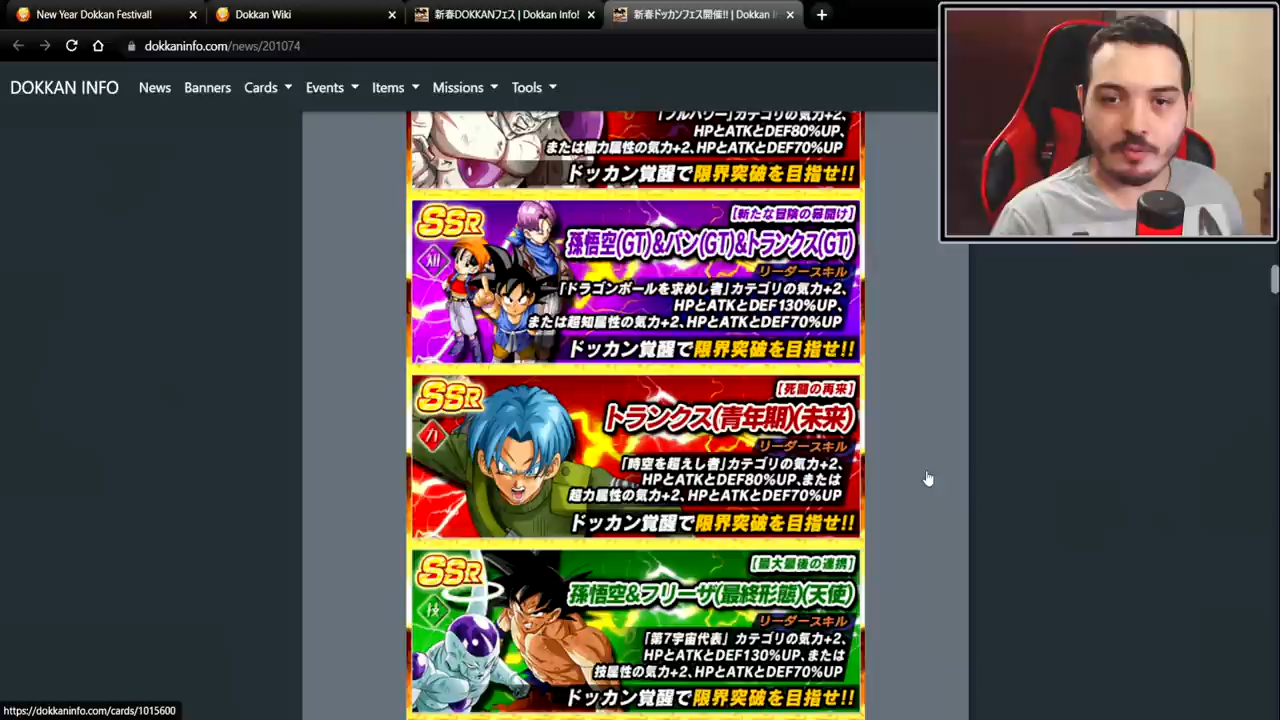 New Year Dokkan Festival!
Dokkan Wiki
新春DOKKANフェス | Dokkan Info!
新春ドッカンフェス開催!! | Dokkan In
dokkaninfo.com/news/201074
DOKKAN INFO
News
Banners
Cards
Events
Items
Missions
Tools
「フルパワー」カテゴリの気力+2、
HPとATKとDEF80%UP、
または極力属性の気力+2、HPとATKとDEF70%UP
ドッカン覚醒で限界突破を目指せ!!
SSR
[新たな冒険の幕開け]
孫悟空(GT)&パン(GT)&トランクス(GT)
リーダースキル
「ドラゴンボールを求めし者」カテゴリの気力+2、
HPとATKとDEF130%UP、
または超知属性の気力+2、HPとATKとDEF70%UP
ドッカン覚醒で限界突破を目指せ!!
SSR
力
[死闘の再来]
トランクス(青年期)(未来)
リーダースキル
「時空を超えし者」カテゴリの気力+2、
HPとATKとDEF80%UP、または
超力属性の気力+2、HPとATKとDEF70%UP
ドッカン覚醒で限界突破を目指せ!!
SSR
技
[最大最後の連携]
孫悟空&フリーザ(最終形態)(天使)
リーダースキル
「第7宇宙代表」カテゴリの気力+2、
HPとATKとDEF130%UP、または
技属性の気力+2、HPとATKとDEF70%UP
ドッカン覚醒で限界突破を目指せ!!
https://dokkaninfo.com/cards/1015600